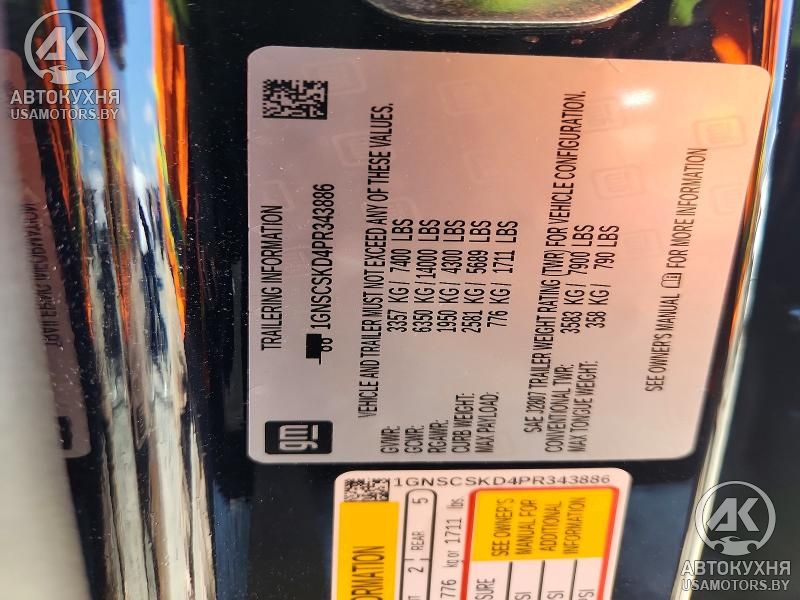 АК
АВТОКУХНЯ
USAMOTORS.BY
gm
TRAILERING INFORMATION
1GNSCSKD4PR343886
VEHICLE AND TRAILER MUST NOT EXCEED ANY OF THESE VALUES.
GVWR: 3357 KG / 7400 LBS
GCWR: 6350 KG / 14000 LBS
RGAWR: 1950 KG / 4300 LBS
CURB WEIGHT: 2581 KG / 5689 LBS
MAX PAYLOAD: 776 KG / 1711 LBS
SAE J2807 TRAILER WEIGHT RATING (TWR) FOR VEHICLE CONFIGURATION.
CONVENTIONAL TWR: 3583 KG / 7900 LBS
MAX TONGUE WEIGHT: 358 KG / 790 LBS
SEE OWNER'S MANUAL FOR MORE INFORMATION
1GNSCSKD4PR343886
2 REAR 5
776 kg or 1711 lbs
SEE OWNER'S
MANUAL FOR
ADDITIONAL
INFORMATION
АК
АВТОКУХНЯ
USAMOTORS.BY